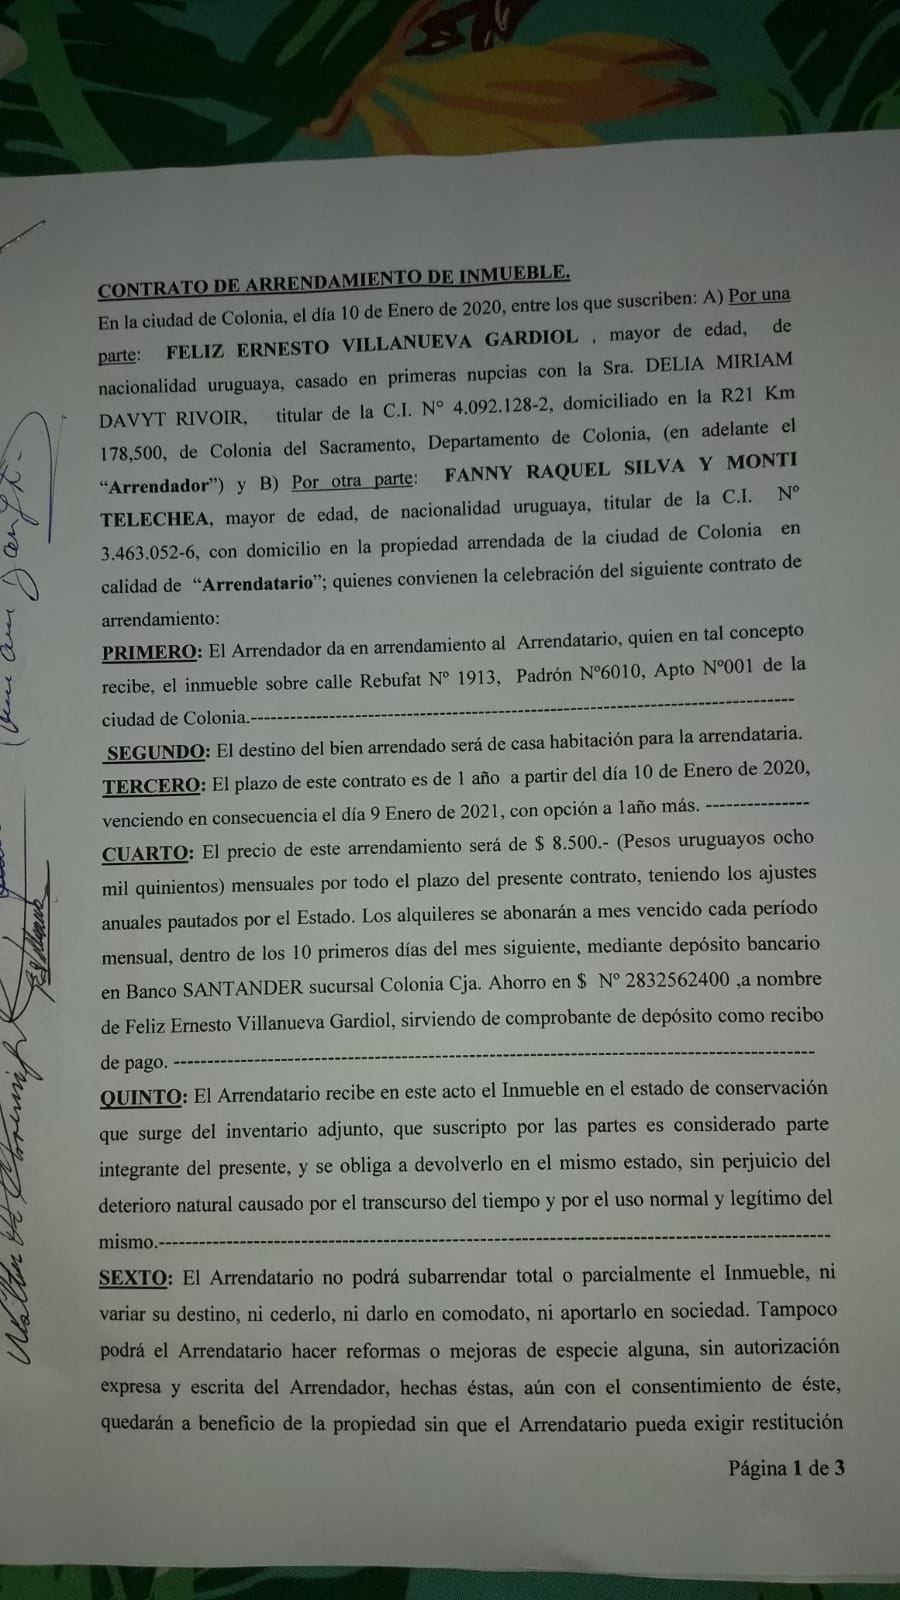 CONTRATO DE ARRENDAMIENTO DE INMUEBLE.
En la ciudad de Colonia, el día 10 de Enero de 2020, entre los que suscriben: A) Por una
parte: FELIZ ERNESTO VILLANUEVA GARDIOL , mayor de edad, de
nacionalidad uruguaya, casado en primeras nupcias con la Sra. DELIA MIRIAM
DAVYT RIVOIR, titular de la C.I. Nº 4.092.128-2, domiciliado en la R21 Km
178,500, de Colonia del Sacramento, Departamento de Colonia, (en adelante el
“Arrendador”) y B) Por otra parte: FANNY RAQUEL SILVA Y MONTI
TELECHEA, mayor de edad, de nacionalidad uruguaya, titular de la C.I. Nº
3.463.052-6, con domicilio en la propiedad arrendada de la ciudad de Colonia en
calidad de “Arrendatario”; quienes convienen la celebración del siguiente contrato de
arrendamiento:
PRIMERO: El Arrendador da en arrendamiento al Arrendatario, quien en tal concepto
recibe, el inmueble sobre calle Rebufat Nº 1913, Padrón Nº6010, Apto Nº001 de la
ciudad de Colonia.--------------------------------------------------------------------------------
SEGUNDO: El destino del bien arrendado será de casa habitación para la arrendataria.
TERCERO: El plazo de este contrato es de 1 año a partir del día 10 de Enero de 2020,
venciendo en consecuencia el día 9 Enero de 2021, con opción a 1año más. ---------------
CUARTO: El precio de este arrendamiento será de $ 8.500.- (Pesos uruguayos ocho
mil quinientos) mensuales por todo el plazo del presente contrato, teniendo los ajustes
anuales pautados por el Estado. Los alquileres se abonarán a mes vencido cada período
mensual, dentro de los 10 primeros días del mes siguiente, mediante depósito bancario
en Banco SANTANDER sucursal Colonia Cja. Ahorro en $ Nº 2832562400 ,a nombre
de Feliz Ernesto Villanueva Gardiol, sirviendo de comprobante de depósito como recibo
de pago. ------------------------------------------------------------------------------------------------
QUINTO: El Arrendatario recibe en este acto el Inmueble en el estado de conservación
que surge del inventario adjunto, que suscripto por las partes es considerado parte
integrante del presente, y se obliga a devolverlo en el mismo estado, sin perjuicio del
deterioro natural causado por el transcurso del tiempo y por el uso normal y legítimo del
mismo.----------------------------------------------------------------------------------------------------
SEXTO: El Arrendatario no podrá subarrendar total o parcialmente el Inmueble, ni
variar su destino, ni cederlo, ni darlo en comodato, ni aportarlo en sociedad. Tampoco
podrá el Arrendatario hacer reformas o mejoras de especie alguna, sin autorización
expresa y escrita del Arrendador, hechas éstas, aún con el consentimiento de éste,
quedarán a beneficio de la propiedad sin que el Arrendatario pueda exigir restitución
Página 1 de 3